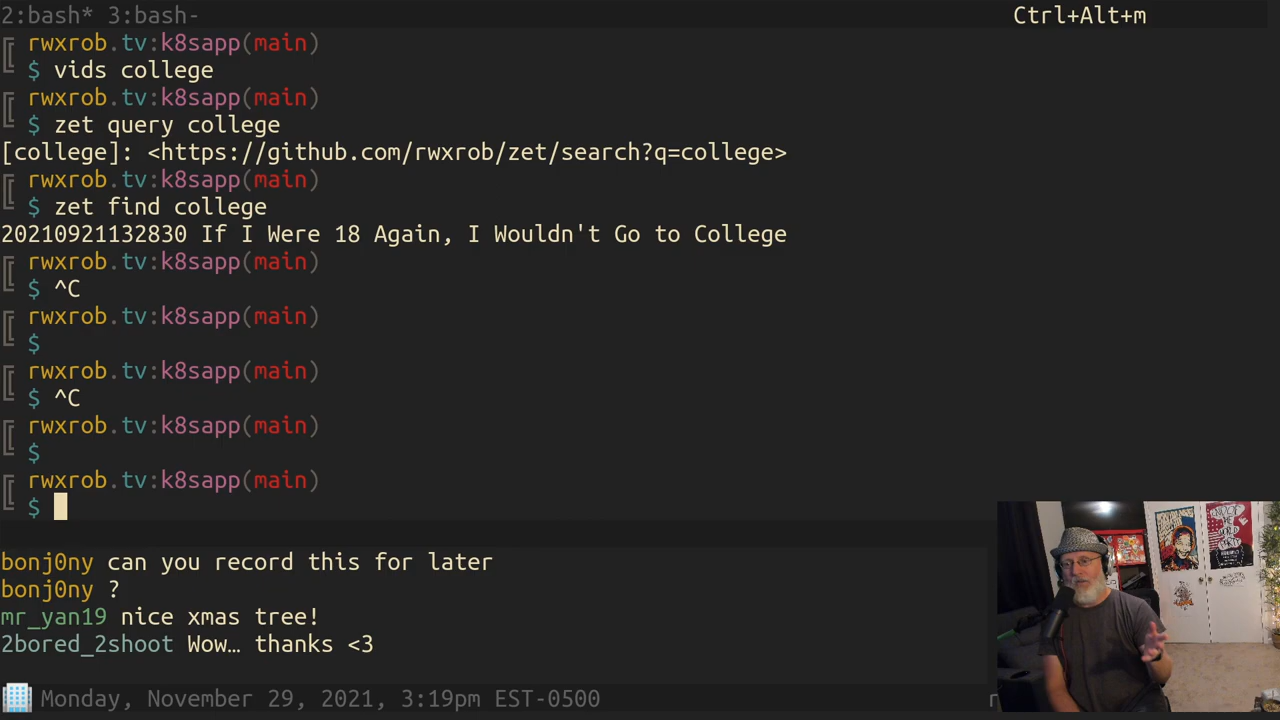 2:bash* 3:bash- Ctrl+Alt+m
rwxrob.tv:k8sapp(main)
$ vids college
rwxrob.tv:k8sapp(main)
$ zet query college
[college]: <https://github.com/rwxrob/zet/search?q=college>
rwxrob.tv:k8sapp(main)
$ zet find college
20210921132830 If I Were 18 Again, I Wouldn't Go to College
rwxrob.tv:k8sapp(main)
$ ^C
rwxrob.tv:k8sapp(main)
$
rwxrob.tv:k8sapp(main)
$ ^C
rwxrob.tv:k8sapp(main)
$
rwxrob.tv:k8sapp(main)
$
bonj0ny can you record this for later
bonj0ny ?
mr_yan19 nice xmas tree!
2bored_2shoot Wow… thanks <3
Monday, November 29, 2021, 3:19pm EST-0500